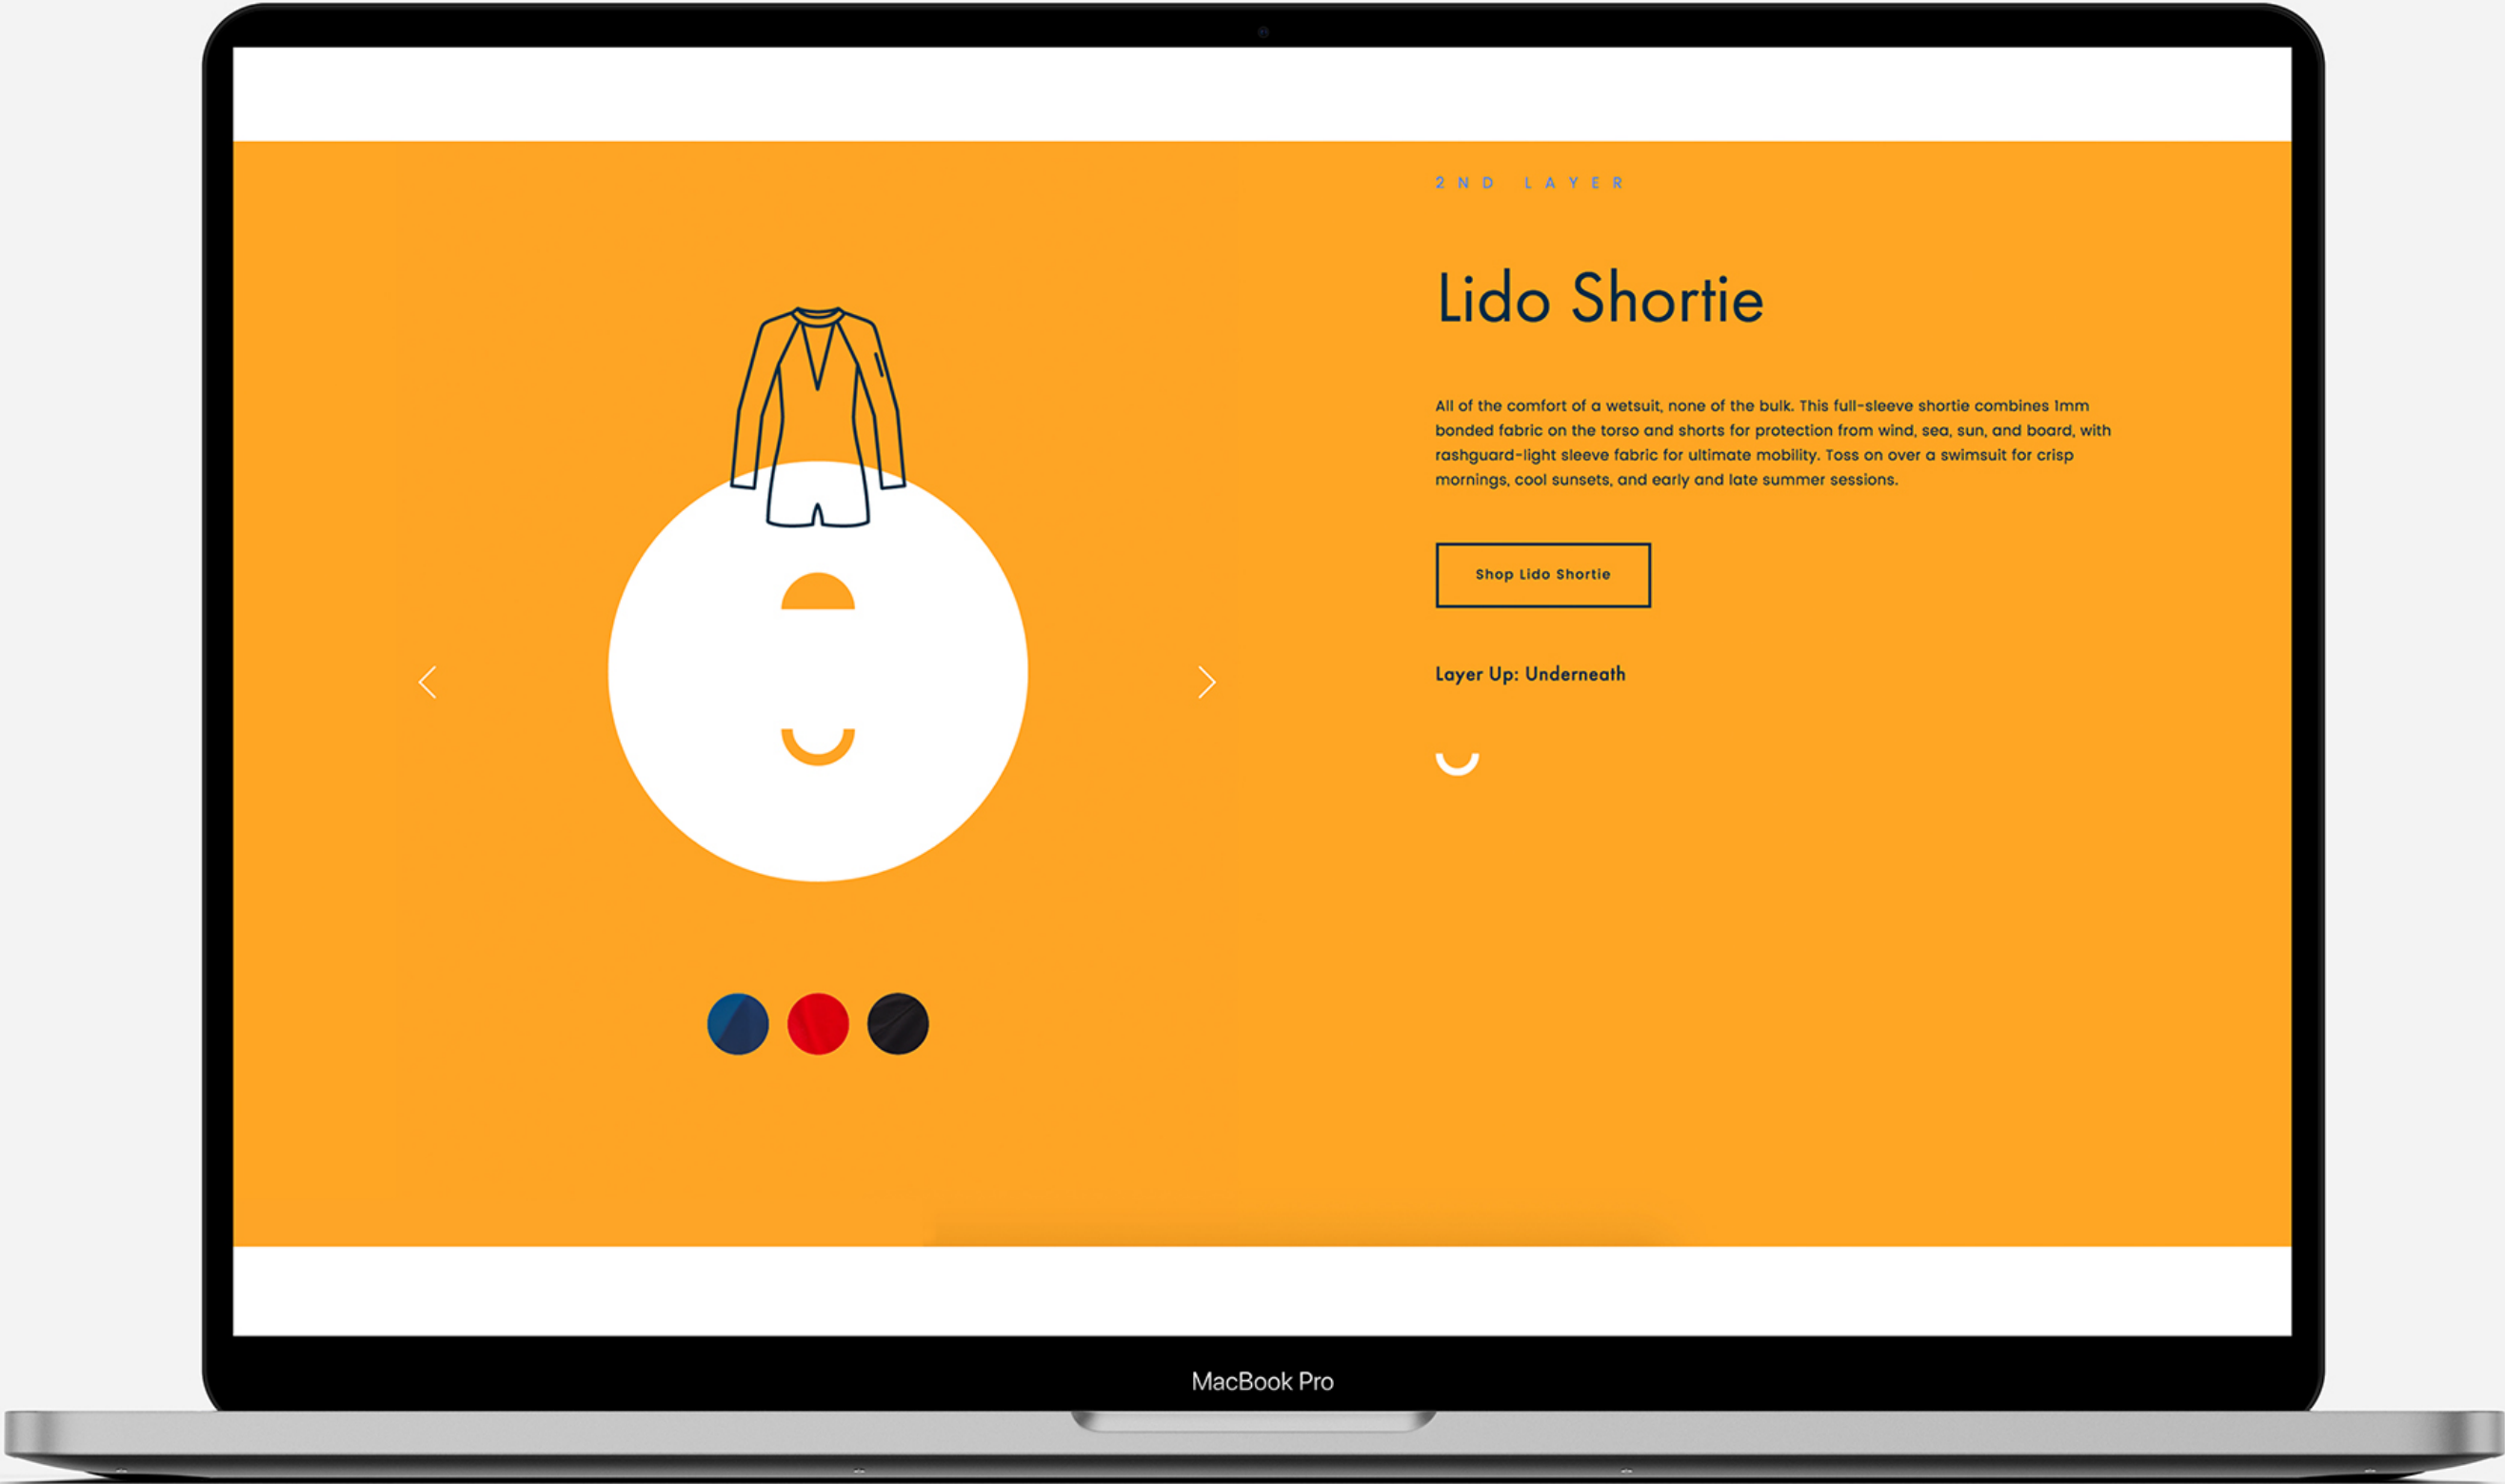 2ND LAYER
Lido Shortie
All of the comfort of a wetsuit, none of the bulk. This full-sleeve shortie combines 1mm
bonded fabric on the torso and shorts for protection from wind, sea, sun, and board, with
rashguard-light sleeve fabric for ultimate mobility. Toss on over a swimsuit for crisp
mornings, cool sunsets, and early and late summer sessions.
Shop Lido Shortie
Layer Up: Underneath
MacBook Pro